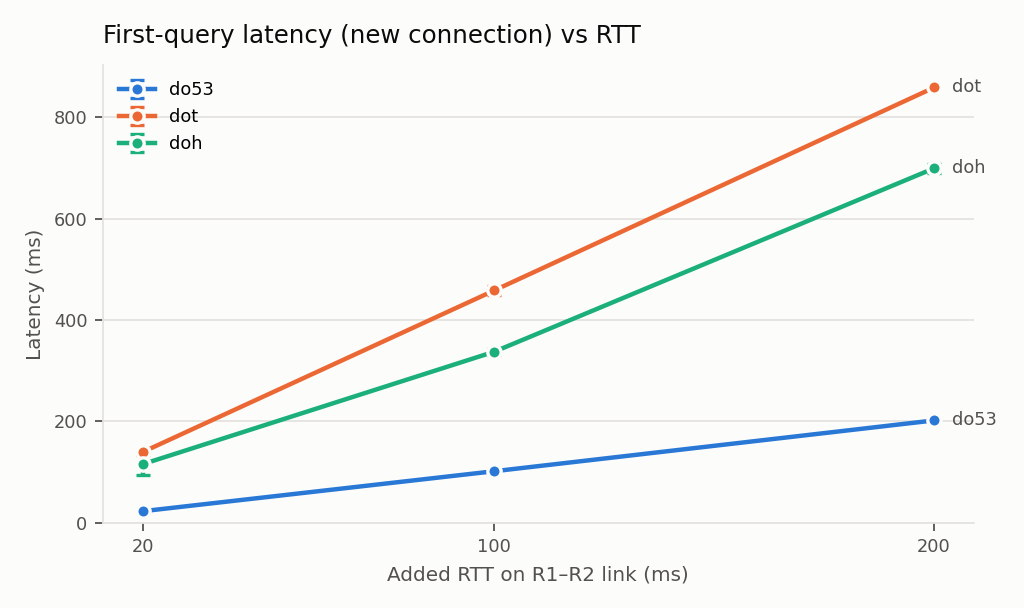 First-query latency (new connection) vs RTT
do53
dot
doh
dot
doh
do53
Latency (ms)
800
600
400
200
0
20
100
200
Added RTT on R1–R2 link (ms)